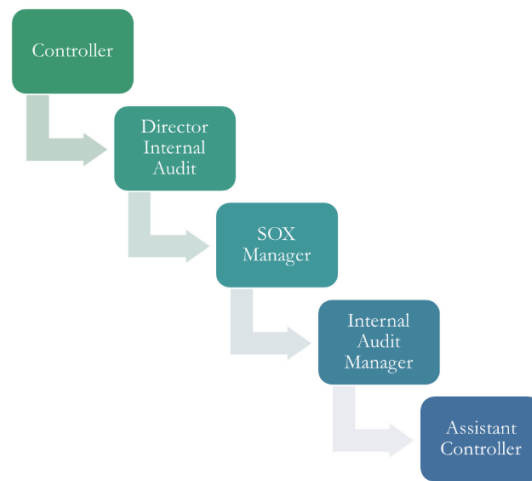 Controller
Director
Internal
Audit
SOX
Manager
Internal
Audit
Manager
Assistant
Controller